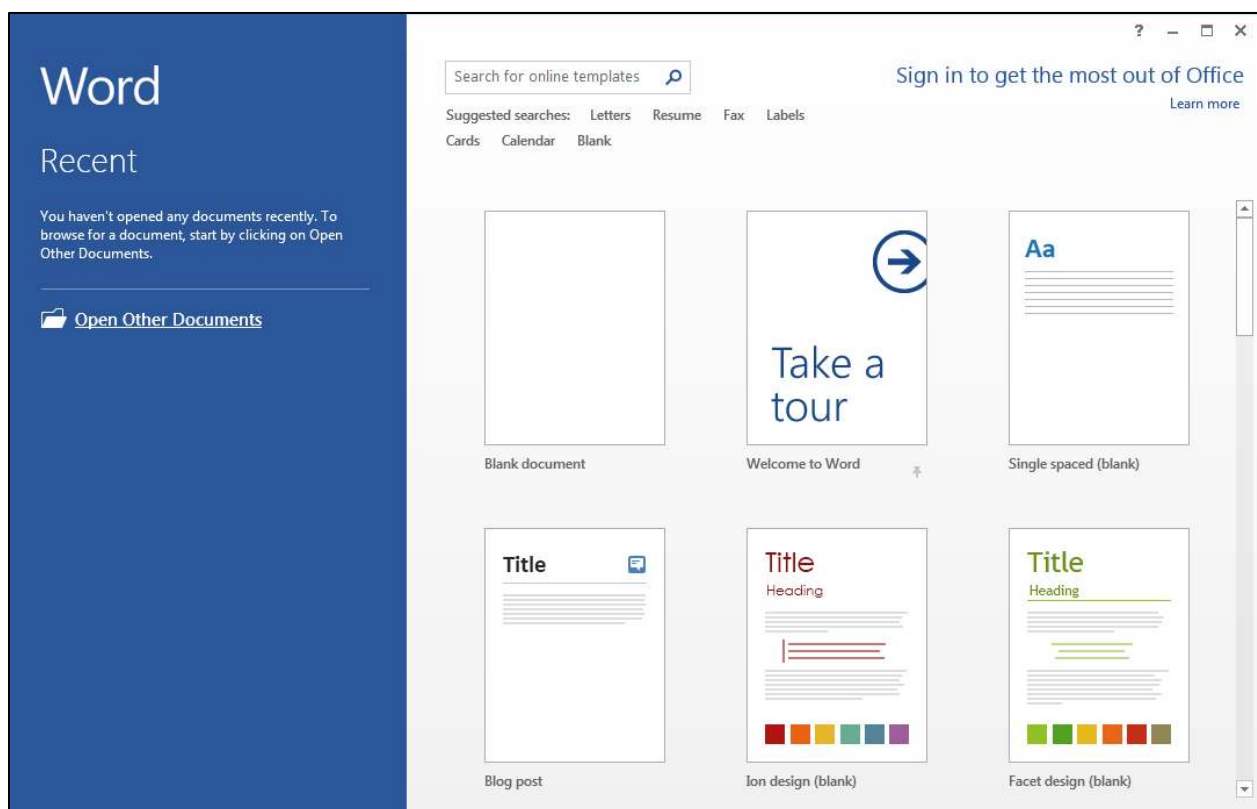 ?
Word
Recent
You haven't opened any documents recently. To
browse for a document, start by clicking on Open
Other Documents.
Open Other Documents
Search for online templates
Sign in to get the most out of Office
Learn more
Suggested searches: Letters Resume Fax Labels
Cards Calendar Blank
Blank document
Take a
tour
Welcome to Word
Aa
Single spaced (blank)
Title
Blog post
Title
Heading
Ion design (blank)
Title
Heading
Facet design (blank)